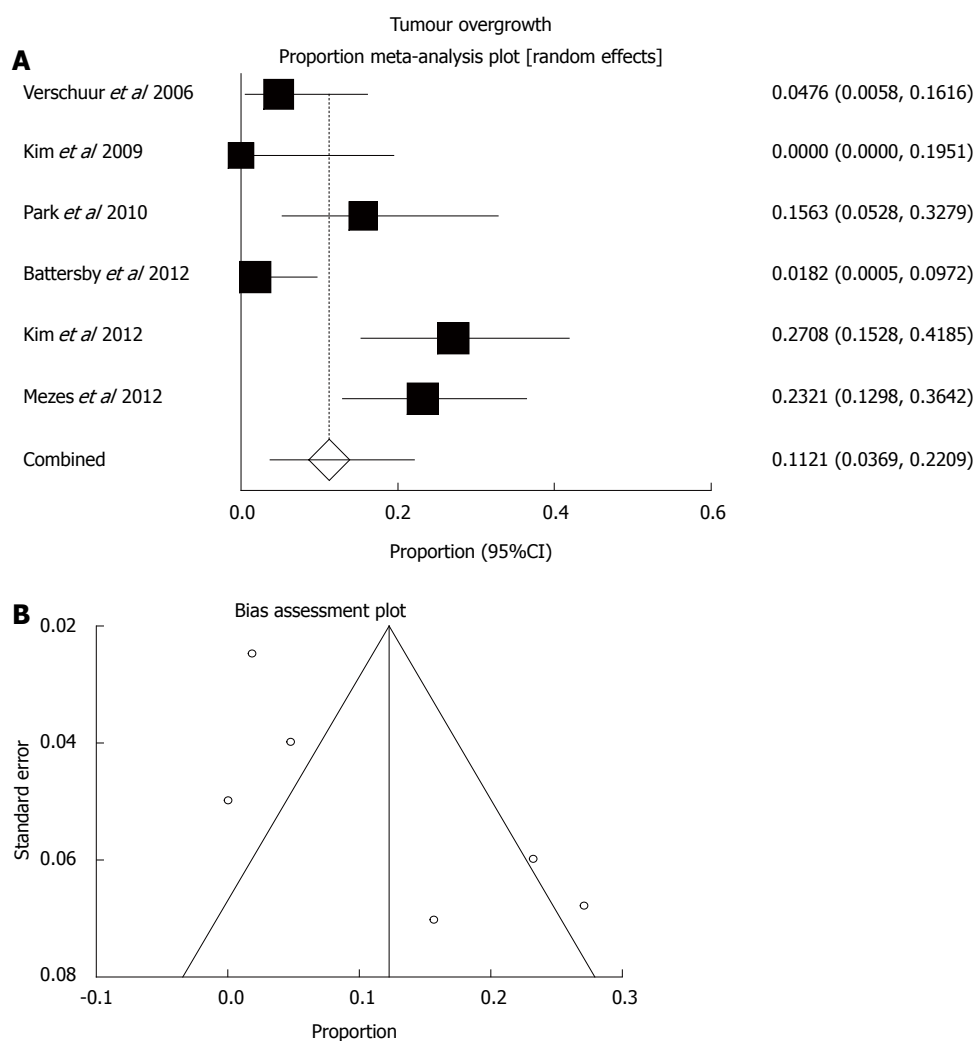 Tumour overgrowth
A
Proportion meta-analysis plot [random effects]
Verschuur et al 2006 0.0476 (0.0058, 0.1616)
Kim et al 2009 0.0000 (0.0000, 0.1951)
Park et al 2010 0.1563 (0.0528, 0.3279)
Battersby et al 2012 0.0182 (0.0005, 0.0972)
Kim et al 2012 0.2708 (0.1528, 0.4185)
Mezes et al 2012 0.2321 (0.1298, 0.3642)
Combined 0.1121 (0.0369, 0.2209)
0.0 0.2 0.4 0.6
Proportion (95%CI)
B
Bias assessment plot
0.02
0.04
0.06
0.08
Standard error
-0.1 0.0 0.1 0.2 0.3
Proportion